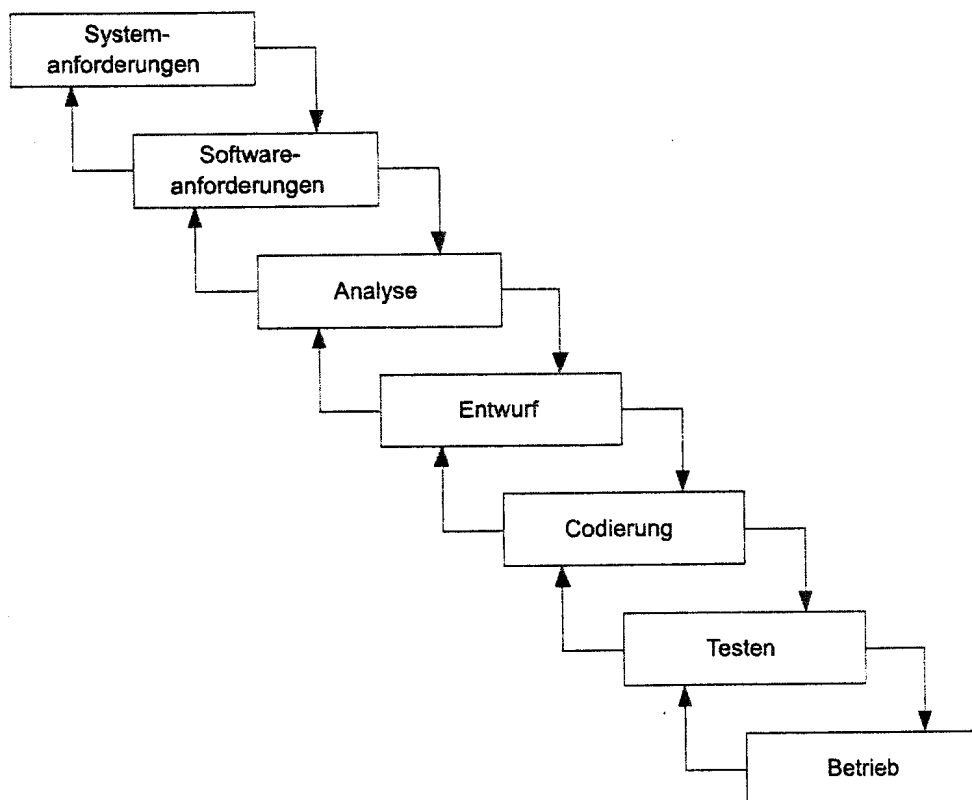 System-
anforderungen
Software-
anforderungen
Analyse
Entwurf
Codierung
Testen
Betrieb